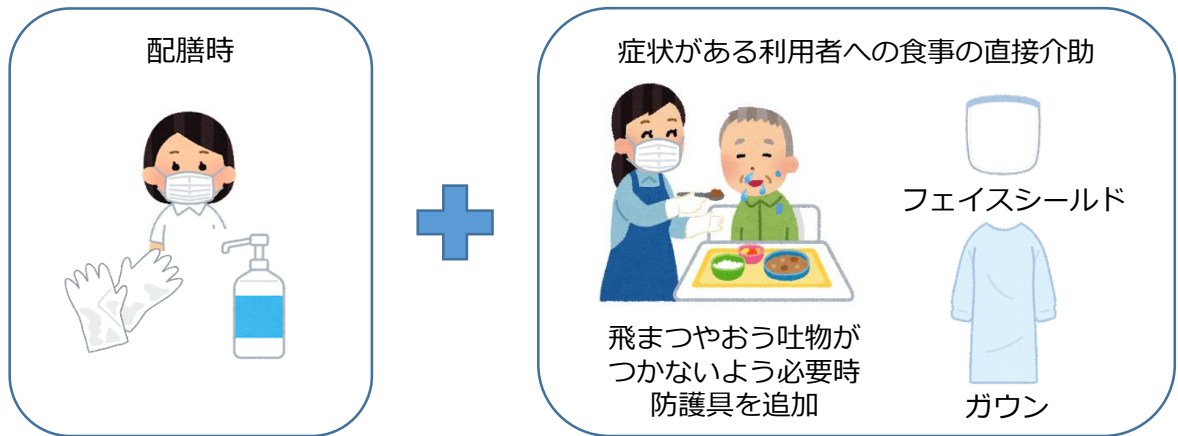 配膳時
症状がある利用者への食事の直接介助
フェイスシールド
飛まつやおう吐物が
つかないよう必要時
防護具を追加
ガウン